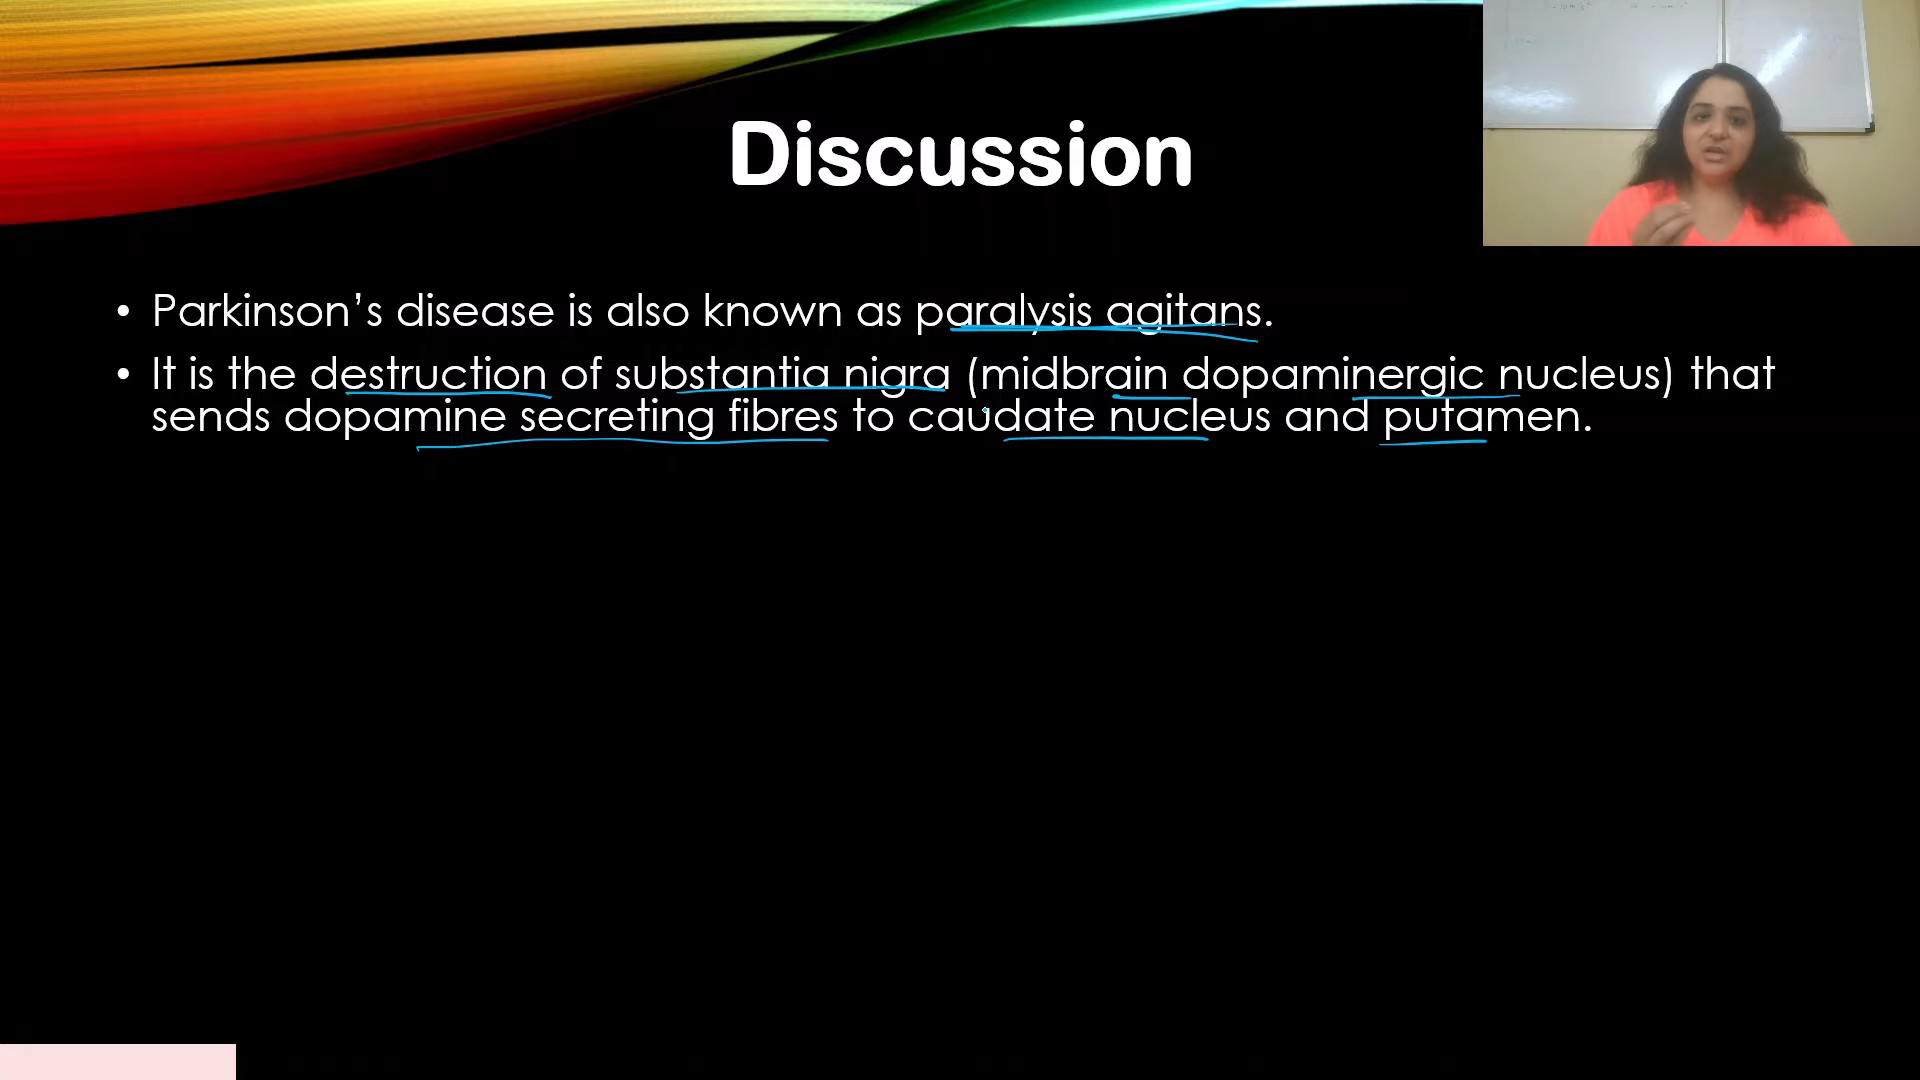 Discussion
• Parkinson’s disease is also known as paralysis agitans.
• It is the destruction of substantia nigra (midbrain dopaminergic nucleus) that
sends dopamine secreting fibres to caudate nucleus and putamen.